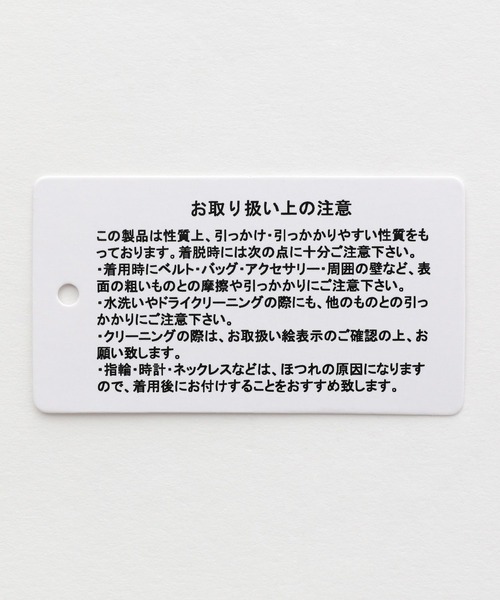 お取り扱い上の注意
この製品は性質上、引っかけ・引っかかりやすい性質をも
っております。着脱時には次の点に十分ご注意下さい。
・着用時にベルト・バッグ・アクセサリー・周囲の壁など、表
面の粗いものとの摩擦や引っかかりにご注意下さい。
・水洗いやドライクリーニングの際にも、他のものとの引っ
かかりにご注意下さい。
・クリーニングの際は、お取扱い絵表示のご確認の上、お
願い致します。
・指輪・時計・ネックレスなどは、ほつれの原因になります
ので、着用後にお付けすることをおすすめ致します。